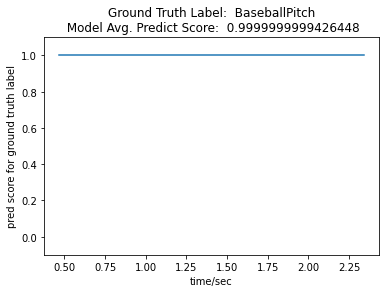 Ground Truth Label:  BaseballPitch
Model Avg. Predict Score:  0.9999999999426448
pred score for ground truth label
1.0
0.8
0.6
0.4
0.2
0.0
0.50 0.75 1.00 1.25 1.50 1.75 2.00 2.25
time/sec